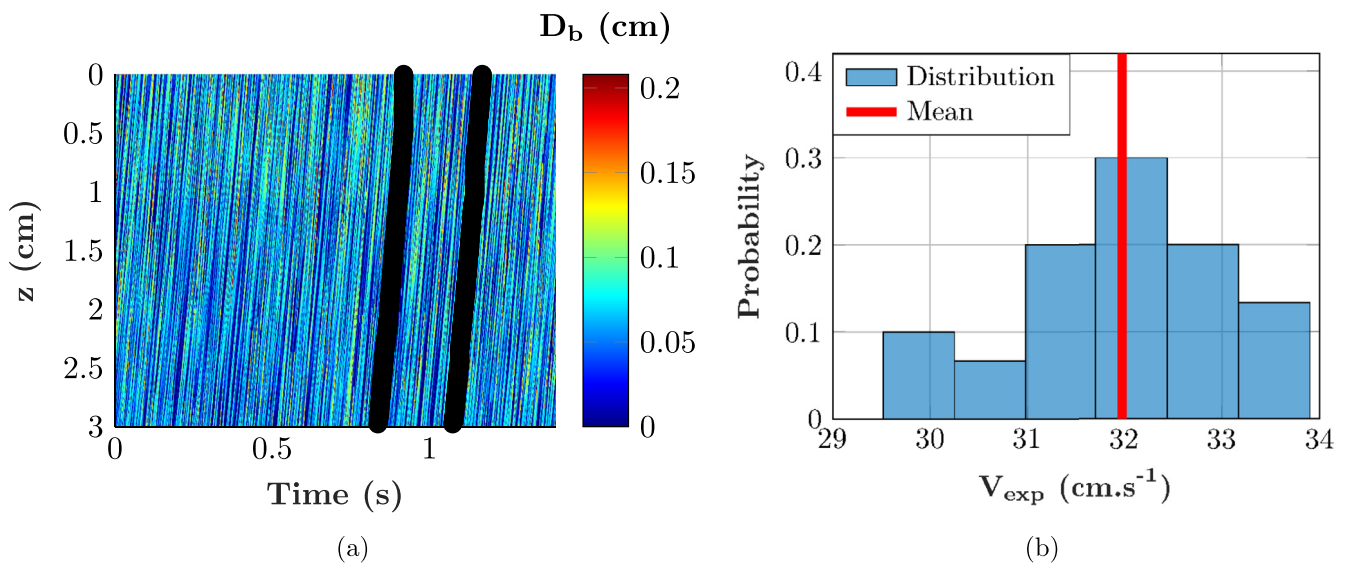 D_b (cm)
0
0.5
1
1.5
2
2.5
3
z (cm)
0
0.5
1
Time (s)
0.2
0.15
0.1
0.05
0
(a)
Distribution
Mean
0.4
0.3
0.2
0.1
0
Probability
29
30
31
32
33
34
V_exp (cm.s^-1)
(b)